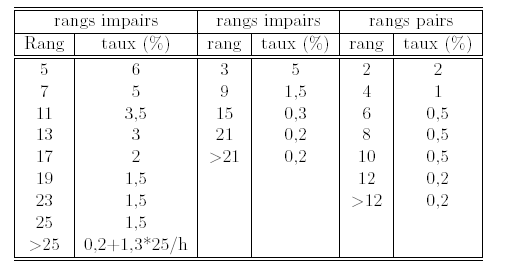 rangs impairs rangs impairs rangs pairs
Rang taux (%) rang taux (%) rang taux (%)
5 6 3 5 2 2
7 5 9 1,5 4 1
11 3,5 15 0,3 6 0,5
13 3 21 0,2 8 0,5
17 2 >21 0,2 10 0,5
19 1,5 12 0,2
23 1,5 >12 0,2
25 1,5
>25 0,2+1,3*25/h